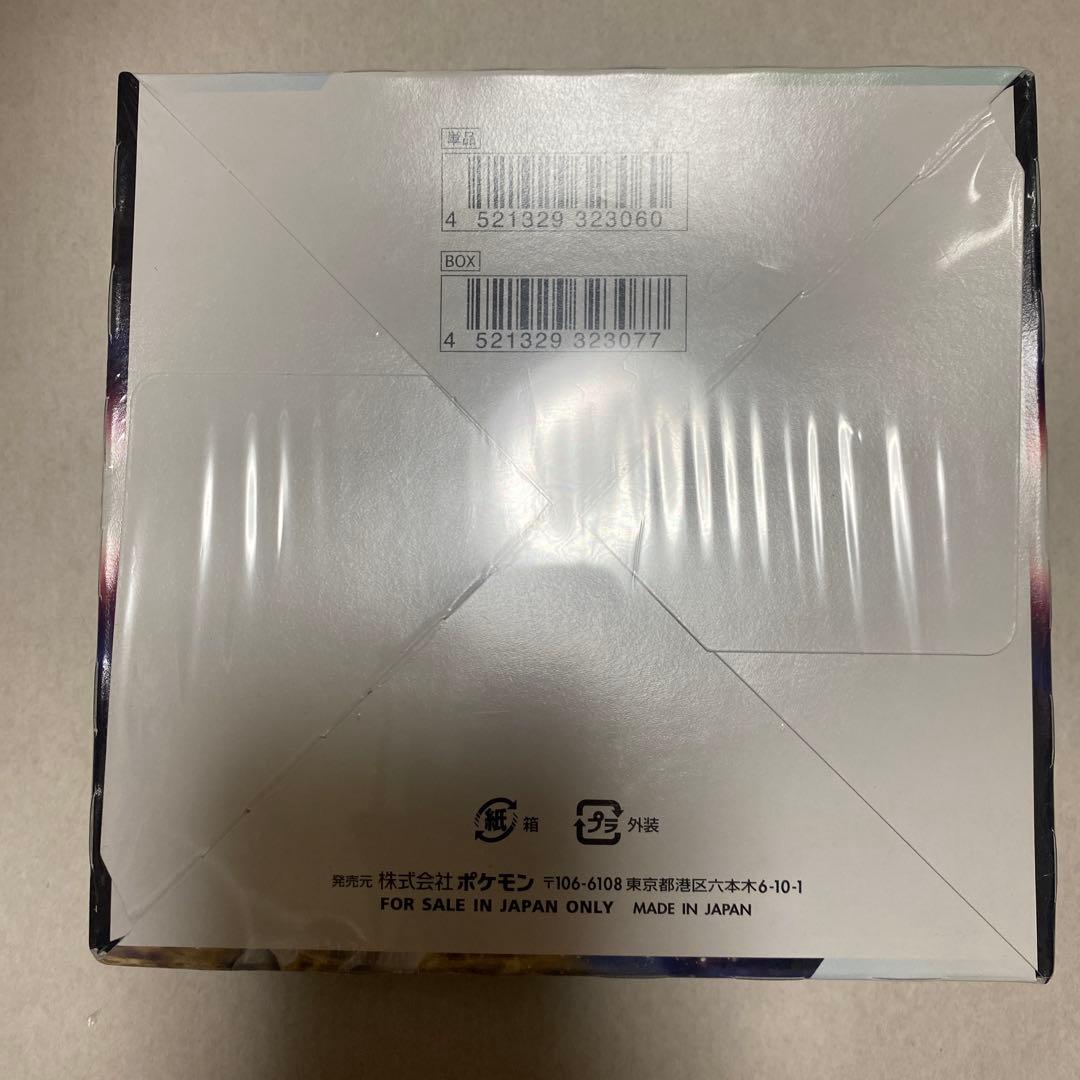 単品
4 521329 323060
BOX
4 521329 323077
紙 箱 プラ 外装
発売元 株式会社 ポケモン 〒106-6108 東京都港区六本木6-10-1
FOR SALE IN JAPAN ONLY MADE IN JAPAN